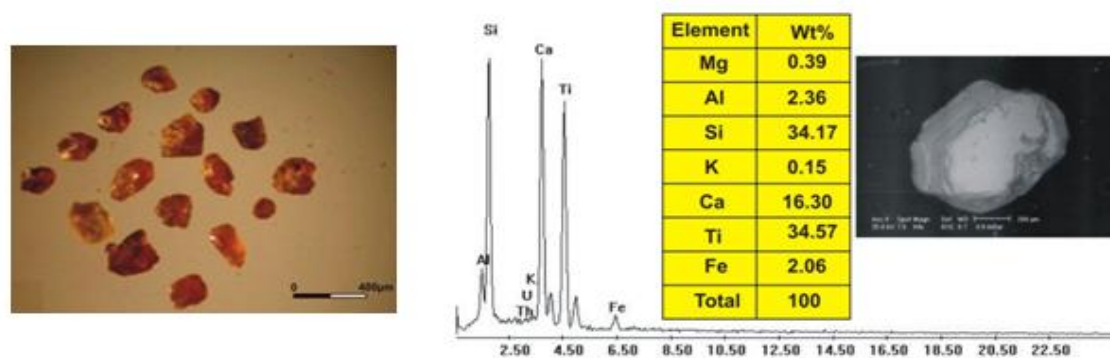 0 400µm
Si
Ca
Ti
Al
K
U
Th
Fe
2.50 4.50 6.50 8.50 10.50 12.50 14.50 16.50 18.50 20.50 22.50
Element Wt%
Mg 0.39
Al 2.36
Si 34.17
K 0.15
Ca 16.30
Ti 34.57
Fe 2.06
Total 100